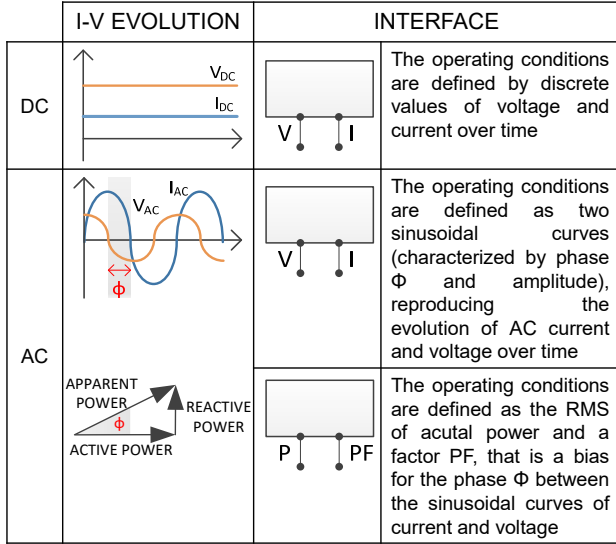 I-V EVOLUTION
INTERFACE
DC
V_DC
I_DC
V
I
The operating conditions
are defined by discrete
values of voltage and
current over time
AC
I_AC
V_AC
Φ
V
I
The operating conditions
are defined as two
sinusoidal curves
(characterized by phase
Φ and amplitude),
reproducing the
evolution of AC current
and voltage over time
APPARENT
POWER
REACTIVE
POWER
ϕ
ACTIVE POWER
P
PF
The operating conditions
are defined as the RMS
of acutal power and a
factor PF, that is a bias
for the phase Φ between
the sinusoidal curves of
current and voltage